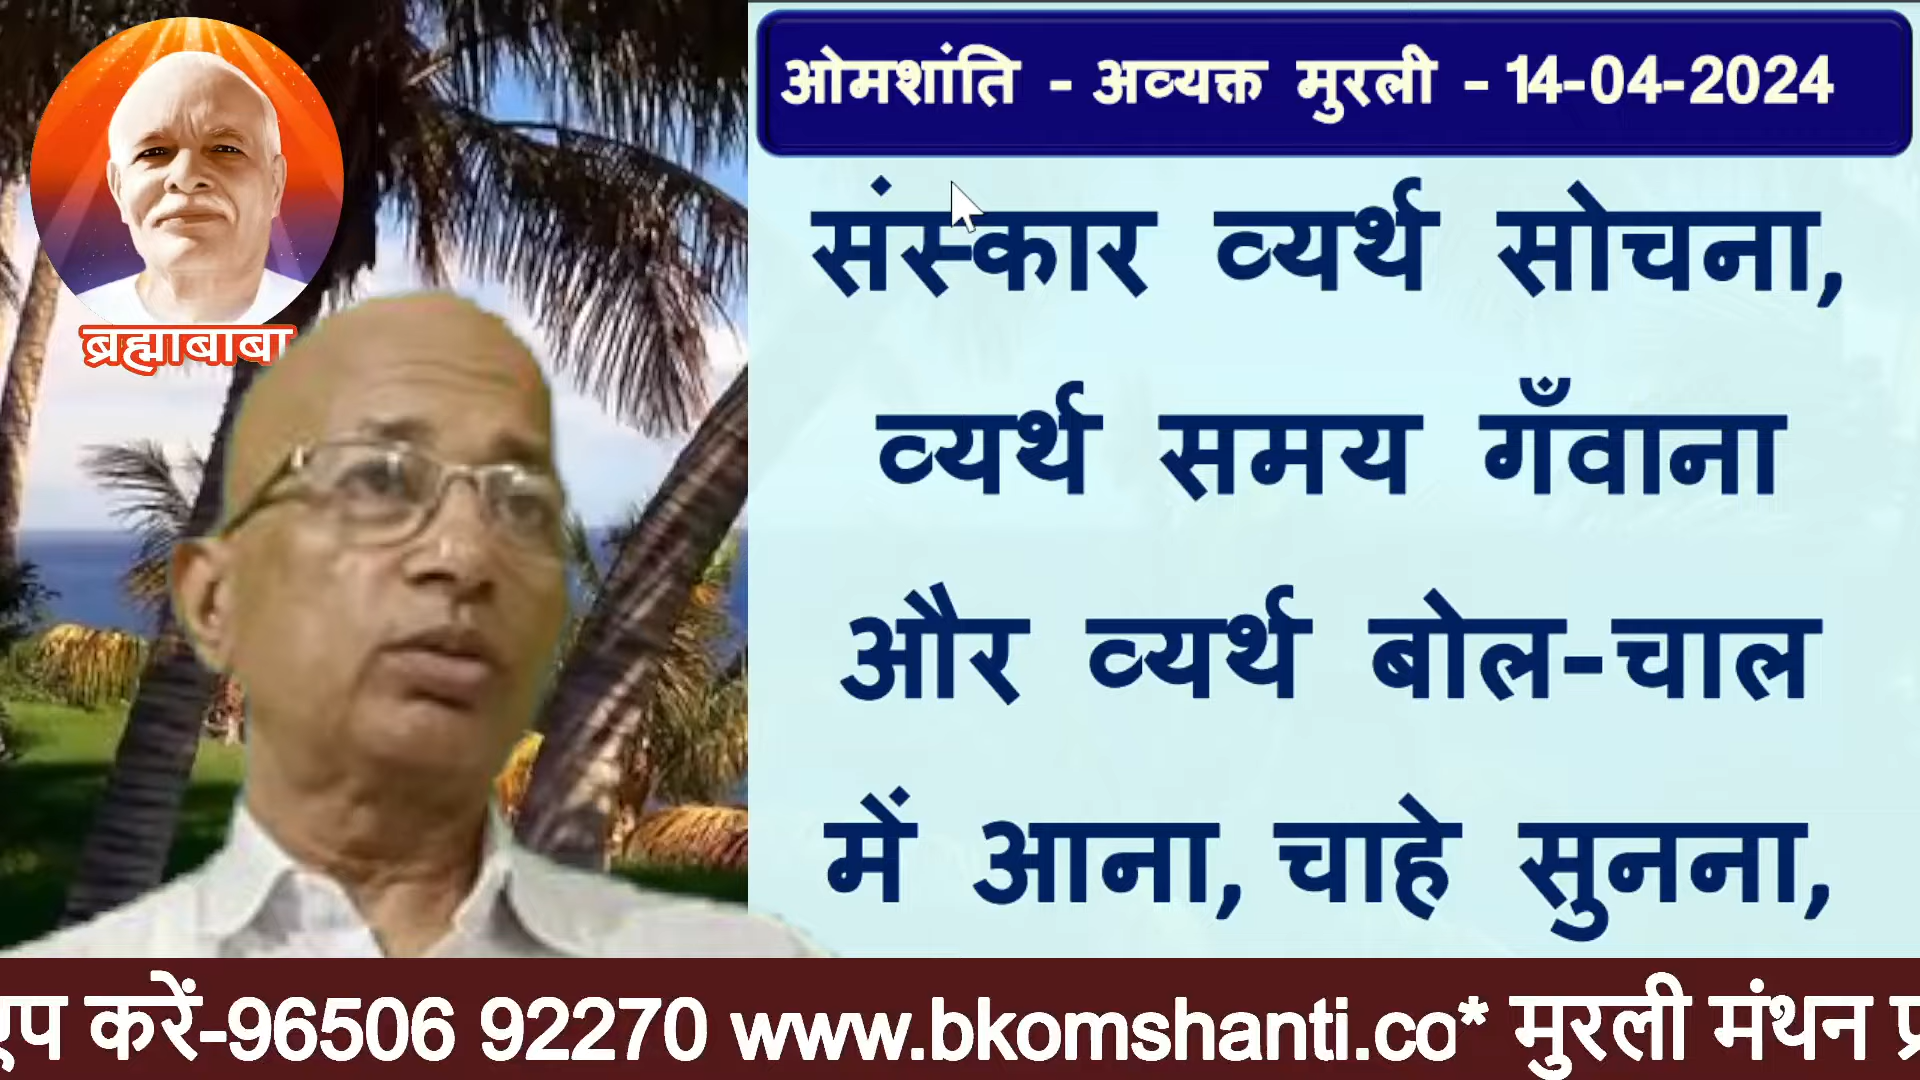 ओमशांति - अव्यक्त मुरली - 14-04-2024
ब्रह्माबाबा
संस्कार व्यर्थ सोचना,
व्यर्थ समय गँवाना
और व्यर्थ बोल-चाल
में आना, चाहे सुनना,
करें-96506 92270 www.bkomshanti.co* मुरली मंथन